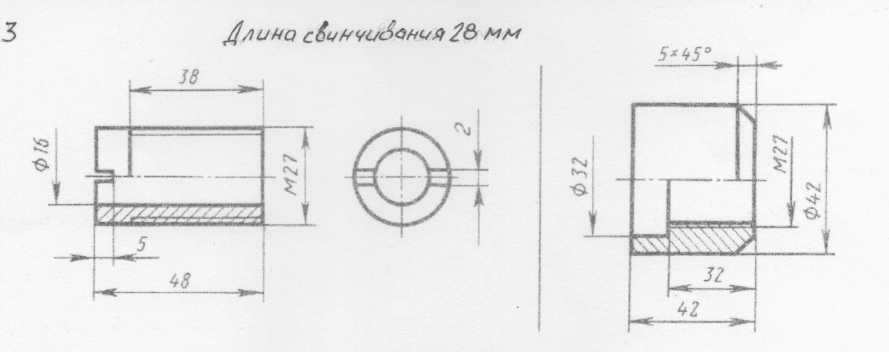 3
Длина свинчивания 28 мм
38
Ф16
М27
5
48
2
5×45°
Ф32
М27
Ф42
32
42